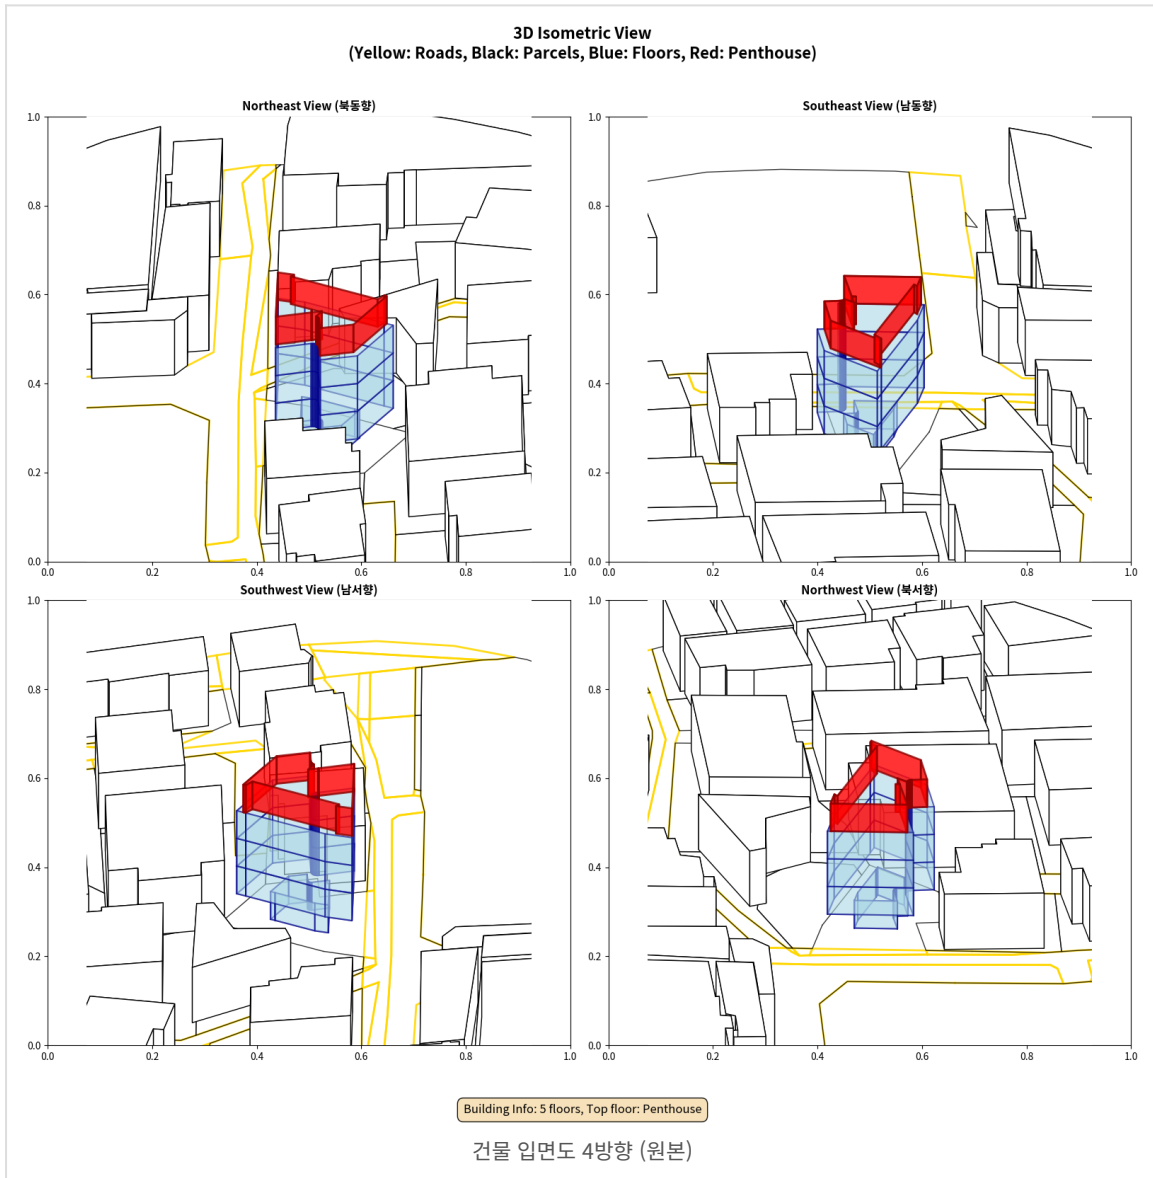 3D Isometric View
(Yellow: Roads, Black: Parcels, Blue: Floors, Red: Penthouse)
Northeast View (북동향)
1.0
0.8
0.6
0.4
0.2
0.0
0.0 0.2 0.4 0.6 0.8 1.0
Southeast View (남동향)
1.0
0.8
0.6
0.4
0.2
0.0
0.0 0.2 0.4 0.6 0.8 1.0
Southwest View (남서향)
1.0
0.8
0.6
0.4
0.2
0.0
0.0 0.2 0.4 0.6 0.8 1.0
Northwest View (북서향)
1.0
0.8
0.6
0.4
0.2
0.0
0.0 0.2 0.4 0.6 0.8 1.0
Building Info: 5 floors, Top floor: Penthouse
건물 입면도 4방향 (원본)